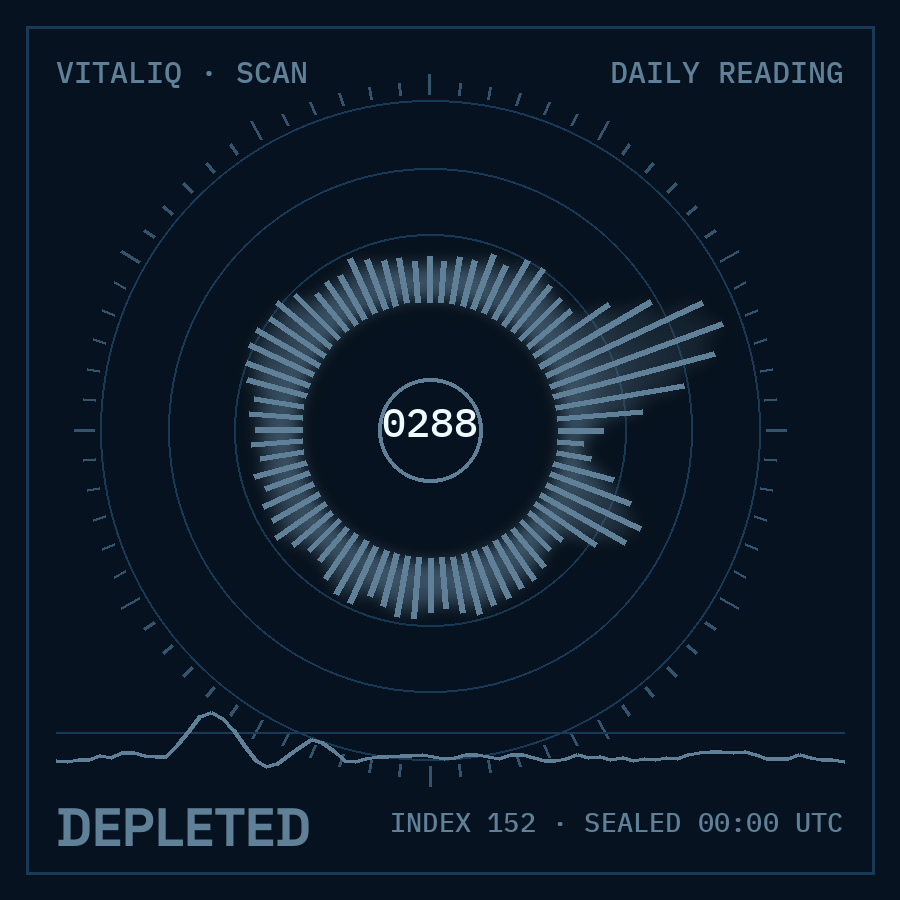 VITALIQ · SCAN
DAILY READING
0288
DEPLETED
INDEX 152 · SEALED 00:00 UTC